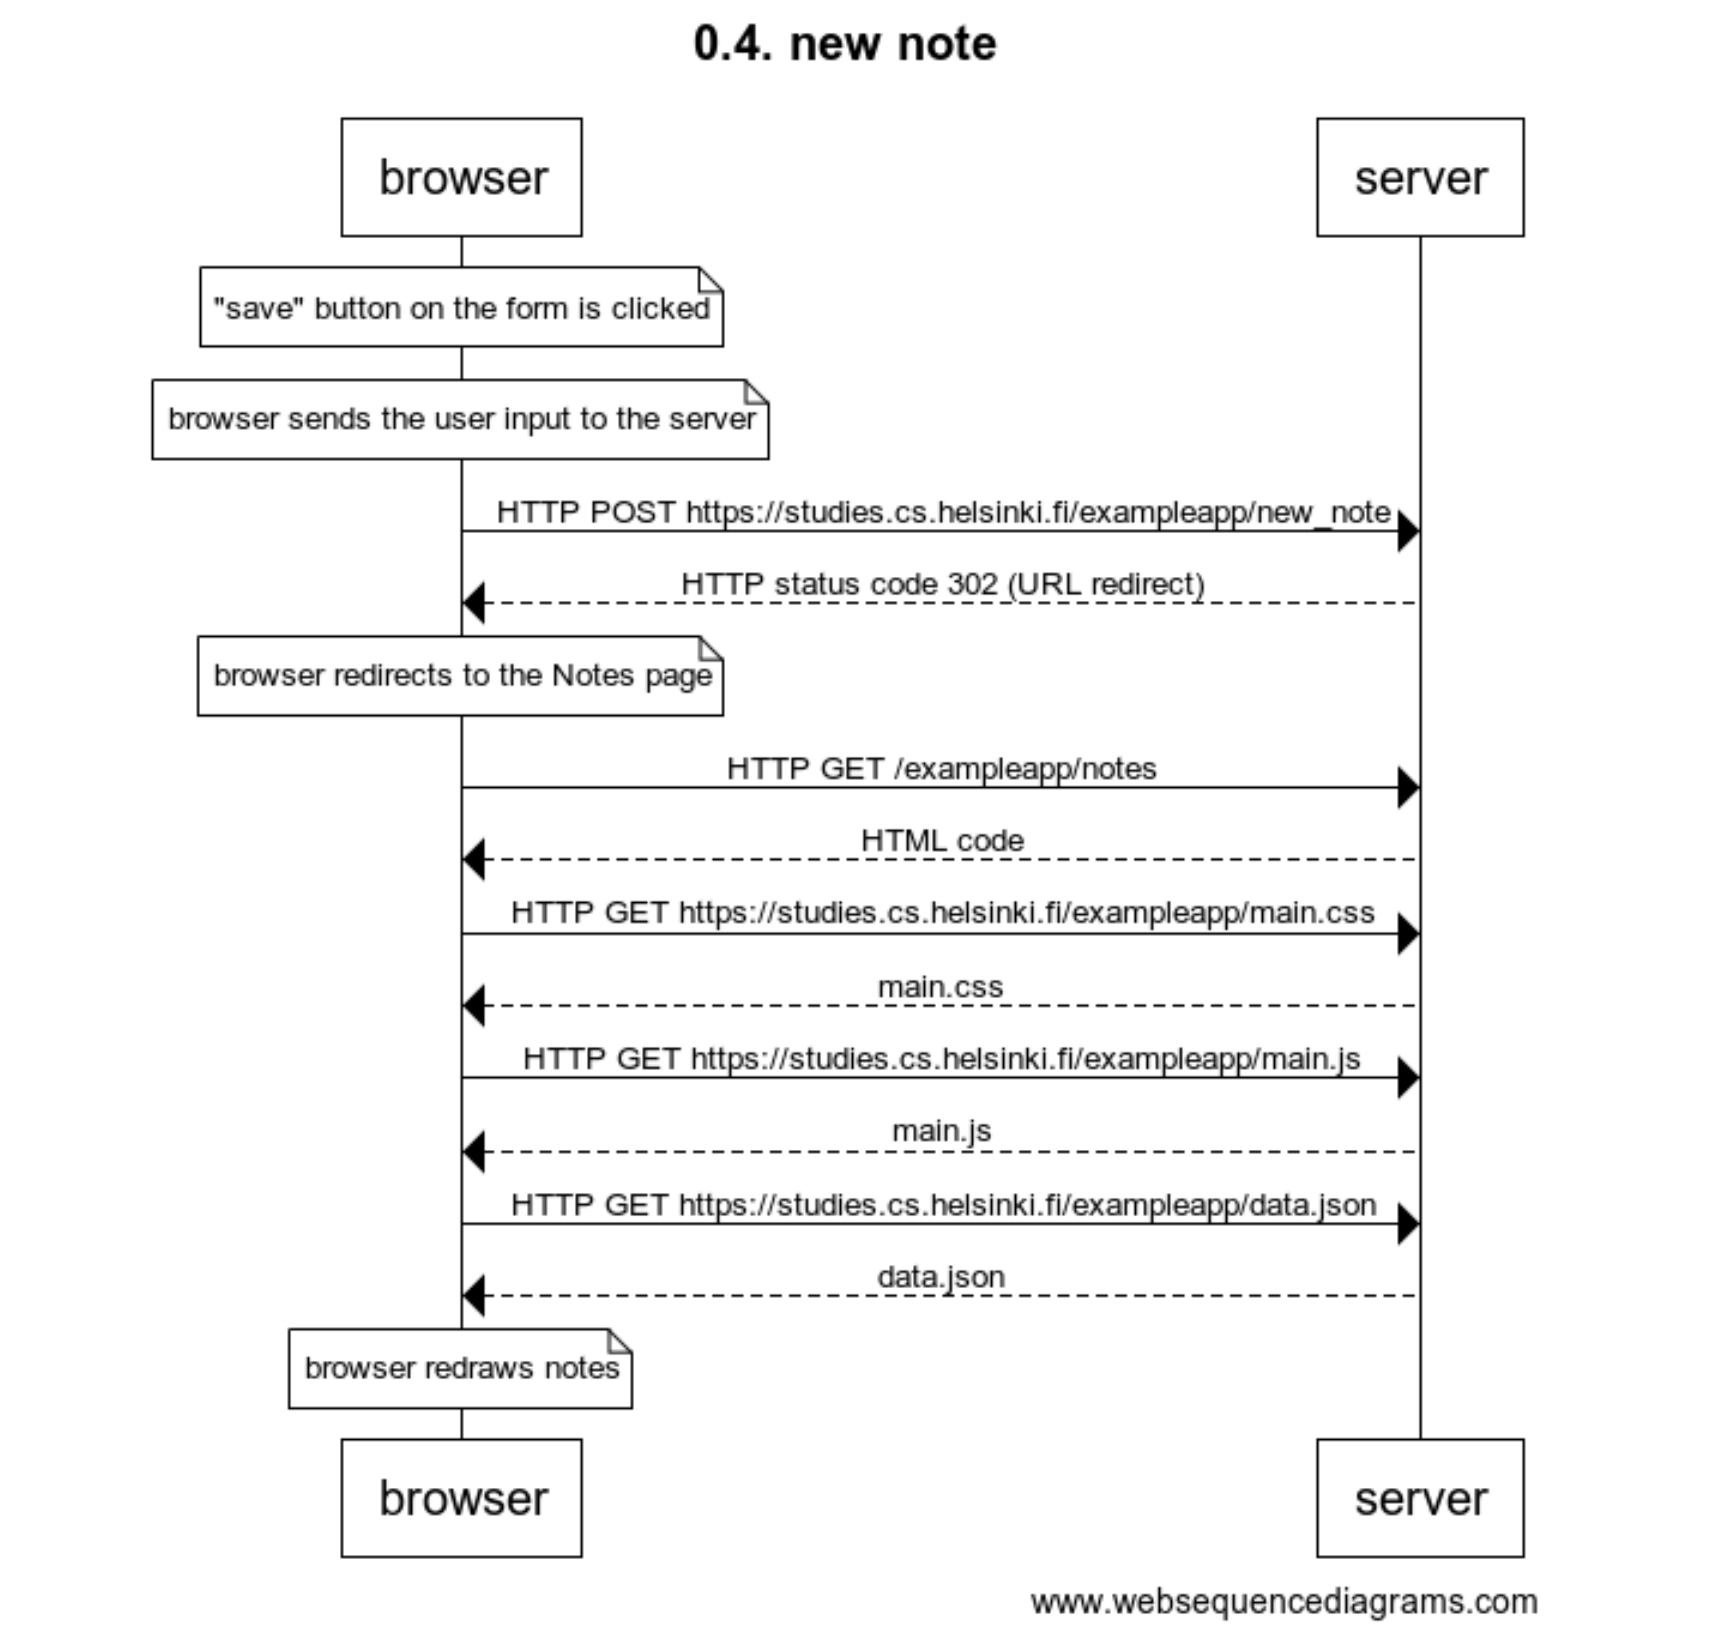 0.4. new note
browser
server
"save" button on the form is clicked
browser sends the user input to the server
HTTP POST https://studies.cs.helsinki.fi/exampleapp/new_note
HTTP status code 302 (URL redirect)
browser redirects to the Notes page
HTTP GET /exampleapp/notes
HTML code
HTTP GET https://studies.cs.helsinki.fi/exampleapp/main.css
main.css
HTTP GET https://studies.cs.helsinki.fi/exampleapp/main.js
main.js
HTTP GET https://studies.cs.helsinki.fi/exampleapp/data.json
data.json
browser redraws notes
browser
server
www.websequencediagrams.com